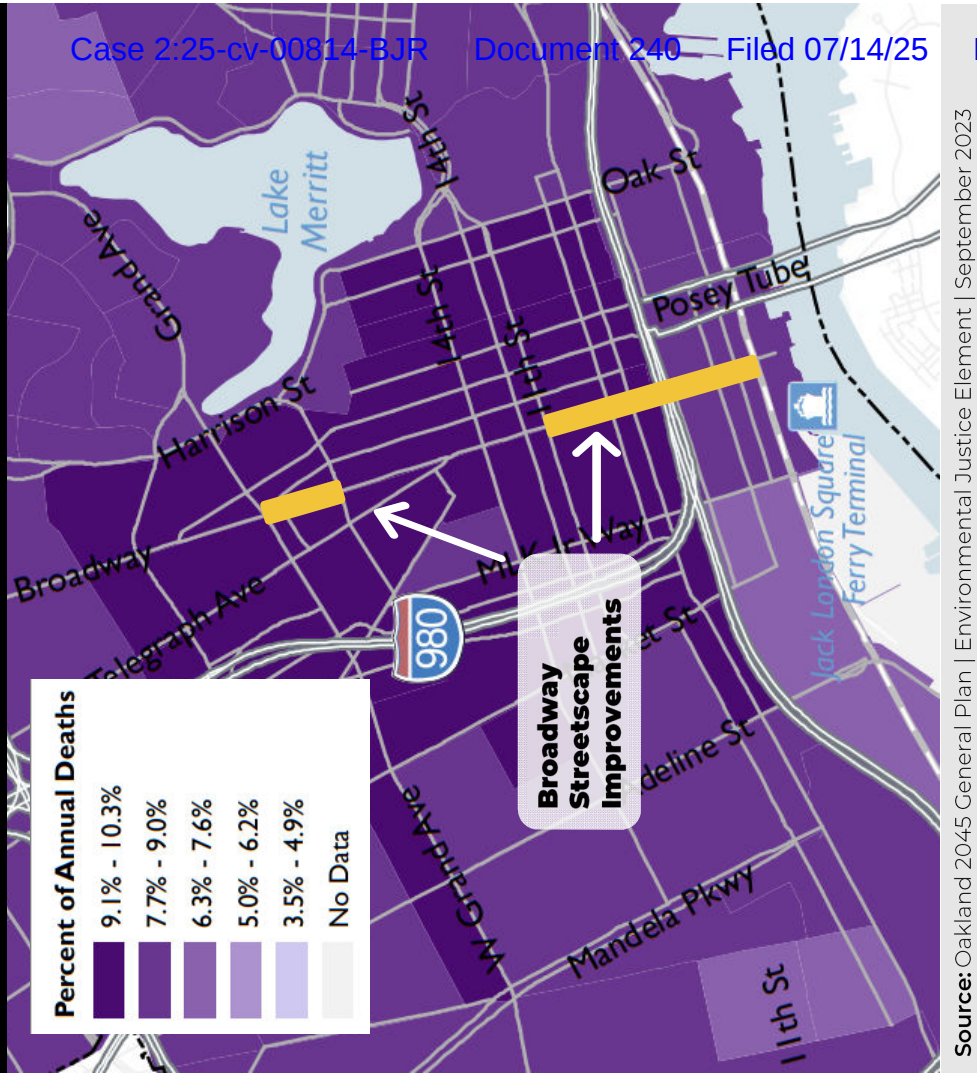 Case 2:25-cv-00814-BJR Document 240 Filed 07/14/25
Percent of Annual Deaths
9.1% - 10.3%
7.7% - 9.0%
6.3% - 7.6%
5.0% - 6.2%
3.5% - 4.9%
No Data
Broadway
Telegraph Ave
Harrison St
Grand Ave
Lake
Merritt
14th St
14th St
11th St
Oak St
Posey Tube
980
Broadway
Streetscape
Improvements
W Grand Ave
Mandela Pkwy
11th St
Jack London Square
Ferry Terminal
Source: Oakland 2045 General Plan | Environmental Justice Element | September 2023